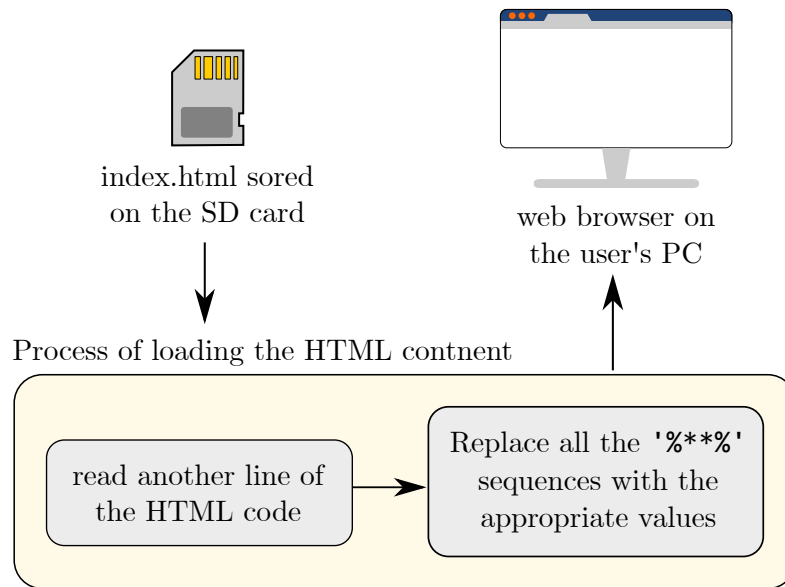 index.html sored
on the SD card
web browser on
the user's PC
Process of loading the HTML contnent
read another line of
the HTML code
Replace all the '%**%'
sequences with the
appropriate values